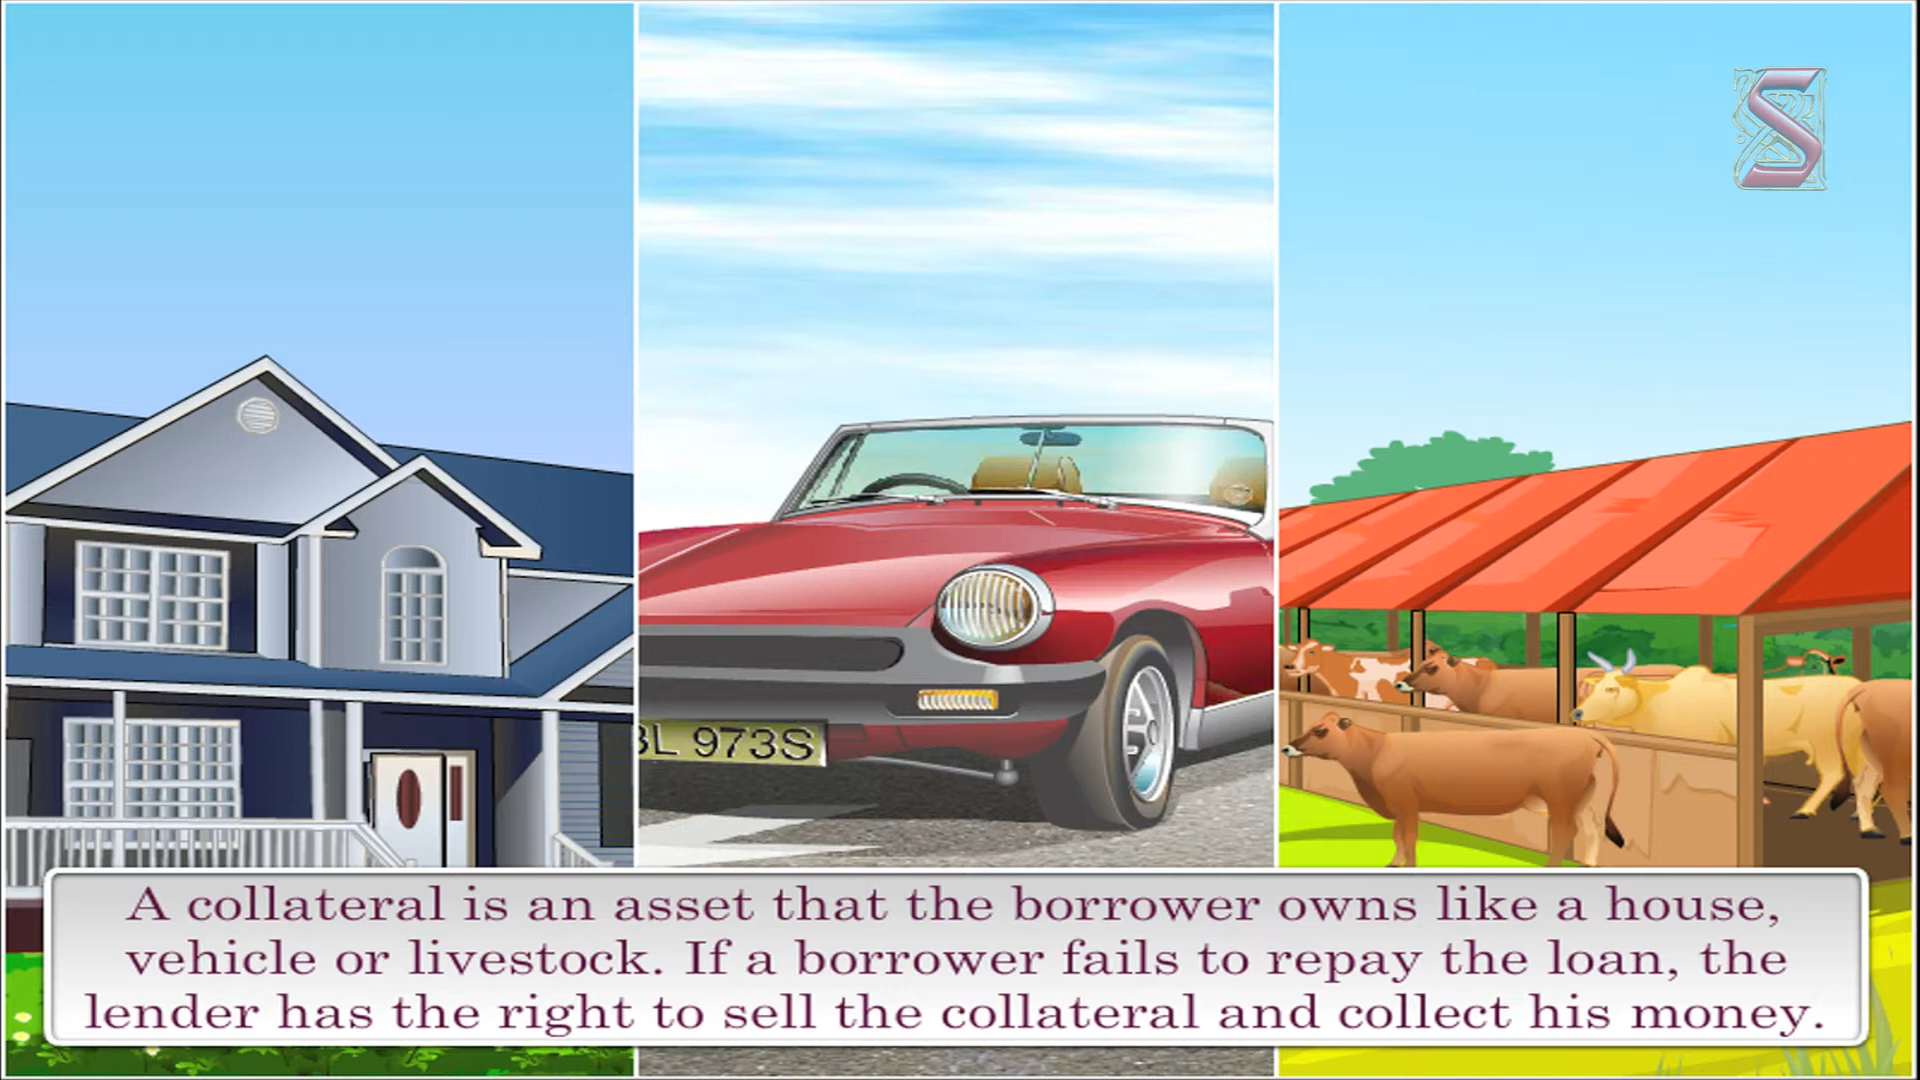 S
BL 973S
A collateral is an asset that the borrower owns like a house,
vehicle or livestock. If a borrower fails to repay the loan, the
lender has the right to sell the collateral and collect his money.